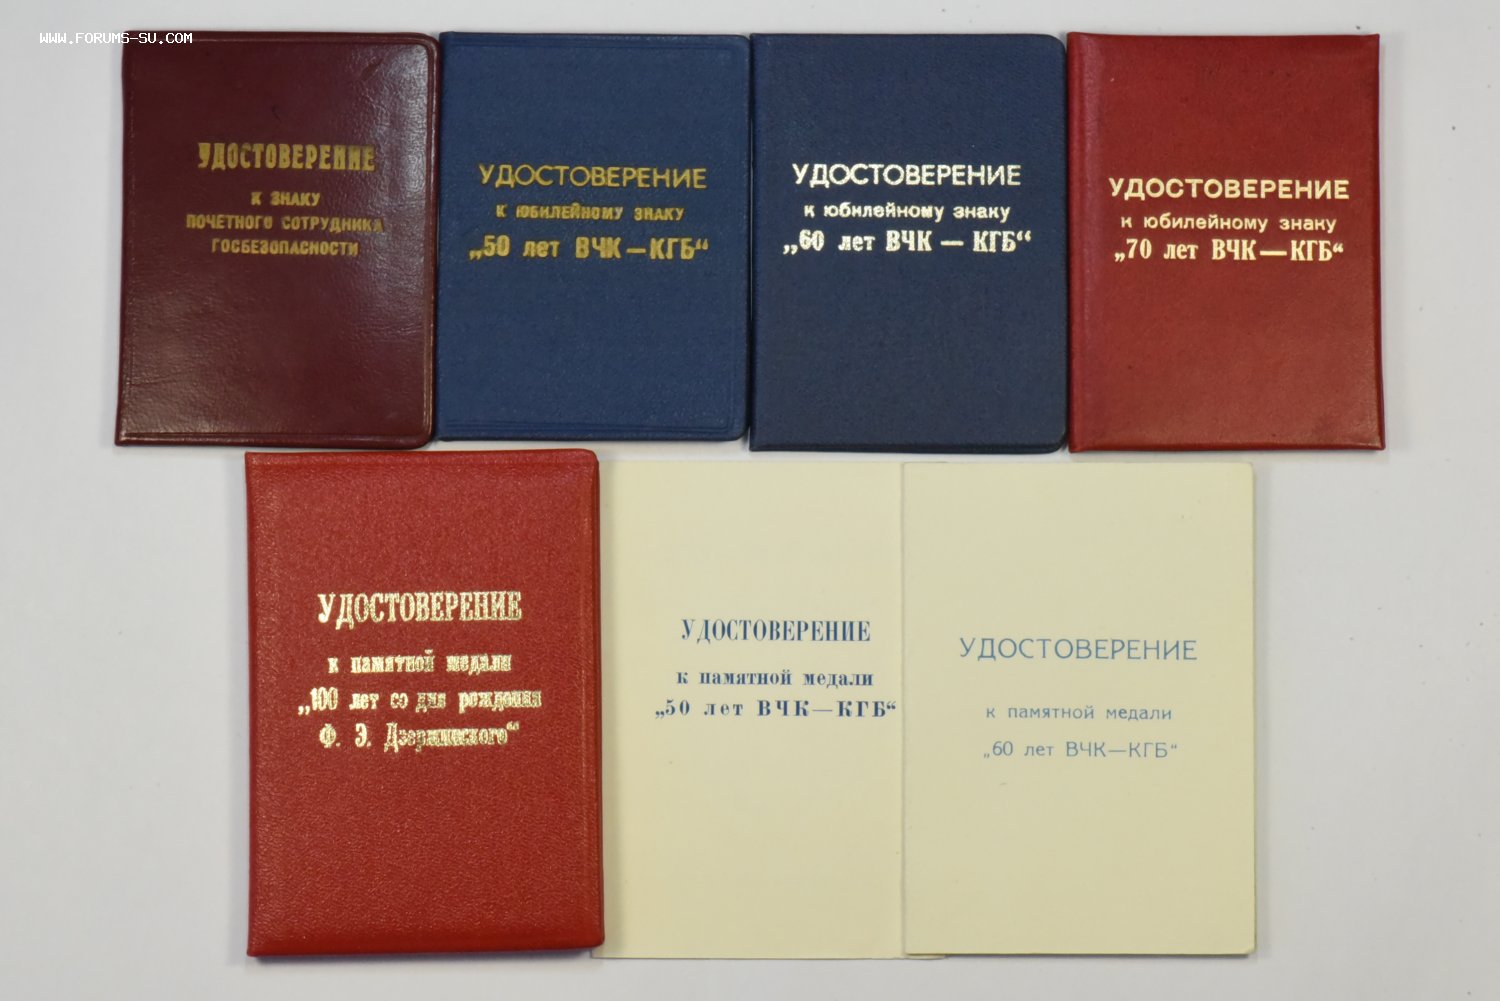 WWW.FORUMS-SU.COM
УДОСТОВЕРЕНИЕ
К ЗНАКУ
ПОЧЕТНОГО СОТРУДНИКА
ГОСБЕЗОПАСНОСТИ
УДОСТОВЕРЕНИЕ
К ЮБИЛЕЙНОМУ ЗНАКУ
„50 лет ВЧК—КГБ“
УДОСТОВЕРЕНИЕ
к юбилейному знаку
„60 лет ВЧК — КГБ“
УДОСТОВЕРЕНИЕ
к юбилейному знаку
„70 лет ВЧК—КГБ“
УДОСТОВЕРЕНИЕ
к памятной медали
„100 лет со дня рождения
Ф. Э. Дзержинского“
УДОСТОВЕРЕНИЕ
к памятной медали
„50 лет ВЧК—КГБ“
УДОСТОВЕРЕНИЕ
к памятной медали
„60 лет ВЧК—КГБ“